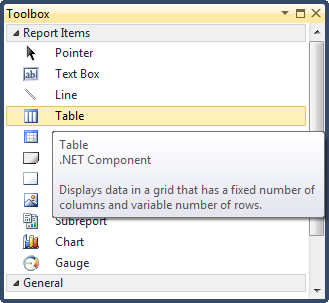 Toolbox
Report Items
Pointer
Text Box
Line
Table
Table
.NET Component
Displays data in a grid that has a fixed number of
columns and variable number of rows.
Subreport
Chart
Gauge
General